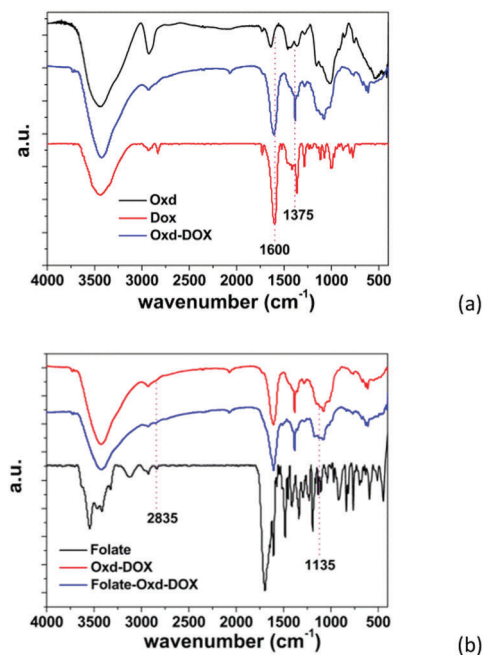 a.u.
Oxd
Dox
Oxd-DOX
1375
1600
4000 3500 3000 2500 2000 1500 1000 500
wavenumber (cm⁻¹)
(a)
a.u.
2835
1135
Folate
Oxd-DOX
Folate-Oxd-DOX
4000 3500 3000 2500 2000 1500 1000 500
wavenumber (cm⁻¹)
(b)